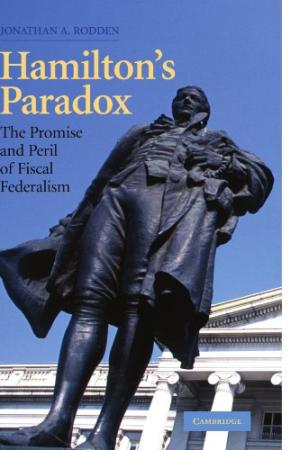 JONATHAN A. RODDEN
Hamilton's
Paradox
The Promise
and Peril
of Fiscal
Federalism
CAMBRIDGE